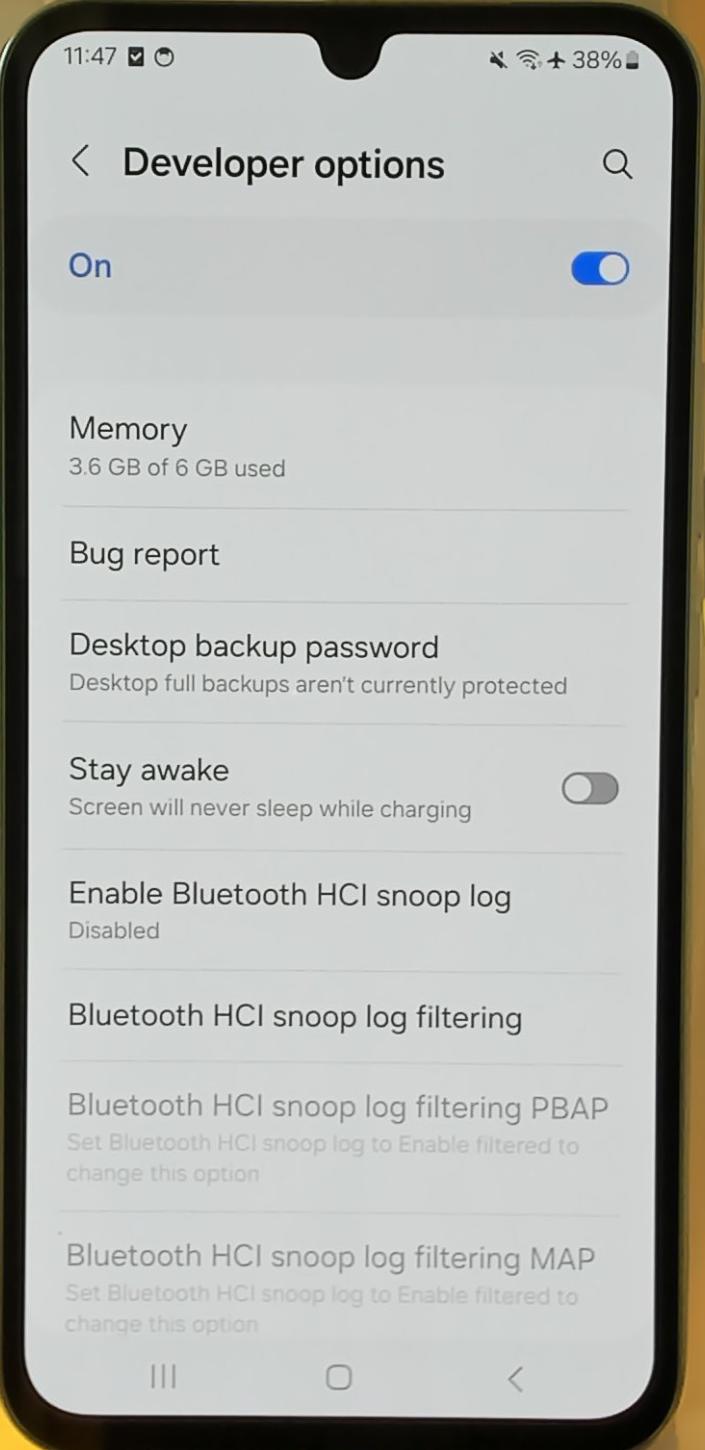 11:47
38%
Developer options
On
Memory
3.6 GB of 6 GB used
Bug report
Desktop backup password
Desktop full backups aren't currently protected
Stay awake
Screen will never sleep while charging
Enable Bluetooth HCI snoop log
Disabled
Bluetooth HCI snoop log filtering
Bluetooth HCI snoop log filtering PBAP
Set Bluetooth HCI snoop log to Enable filtered to
change this option
Bluetooth HCI snoop log filtering MAP
Set Bluetooth HCI snoop log to Enable filtered to
change this option